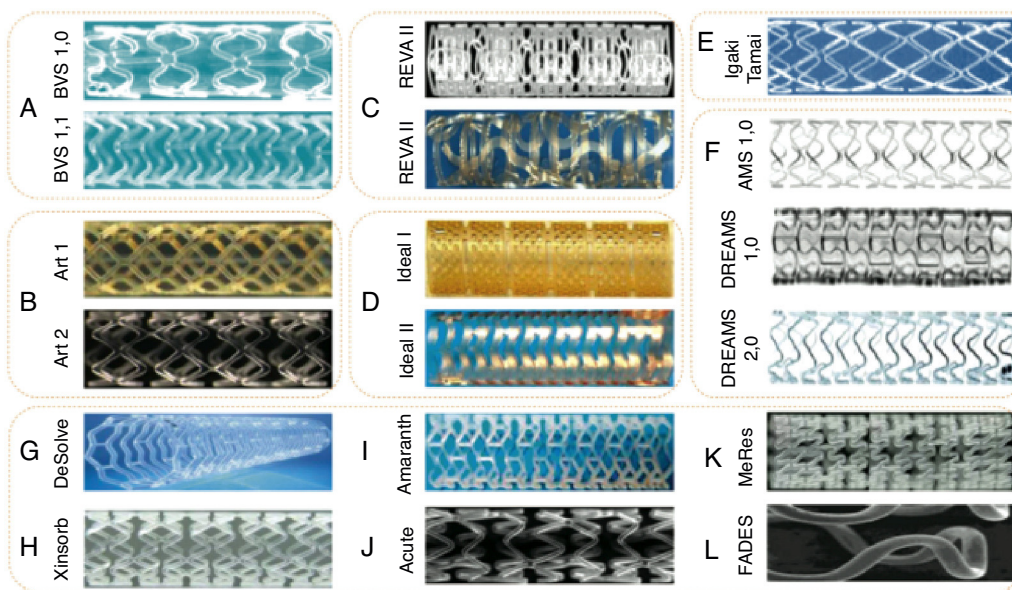 A
BVS 1,0
BVS 1,1
B
Art 1
Art 2
C
REVA II
REVA II
D
Ideal I
Ideal II
E
Igaki
Tamai
F
AMS 1,0
DREAMS
1,0
DREAMS
2,0
G
DeSolve
H
Xinsorb
I
Amaranth
J
Acute
K
MeRes
L
FADES